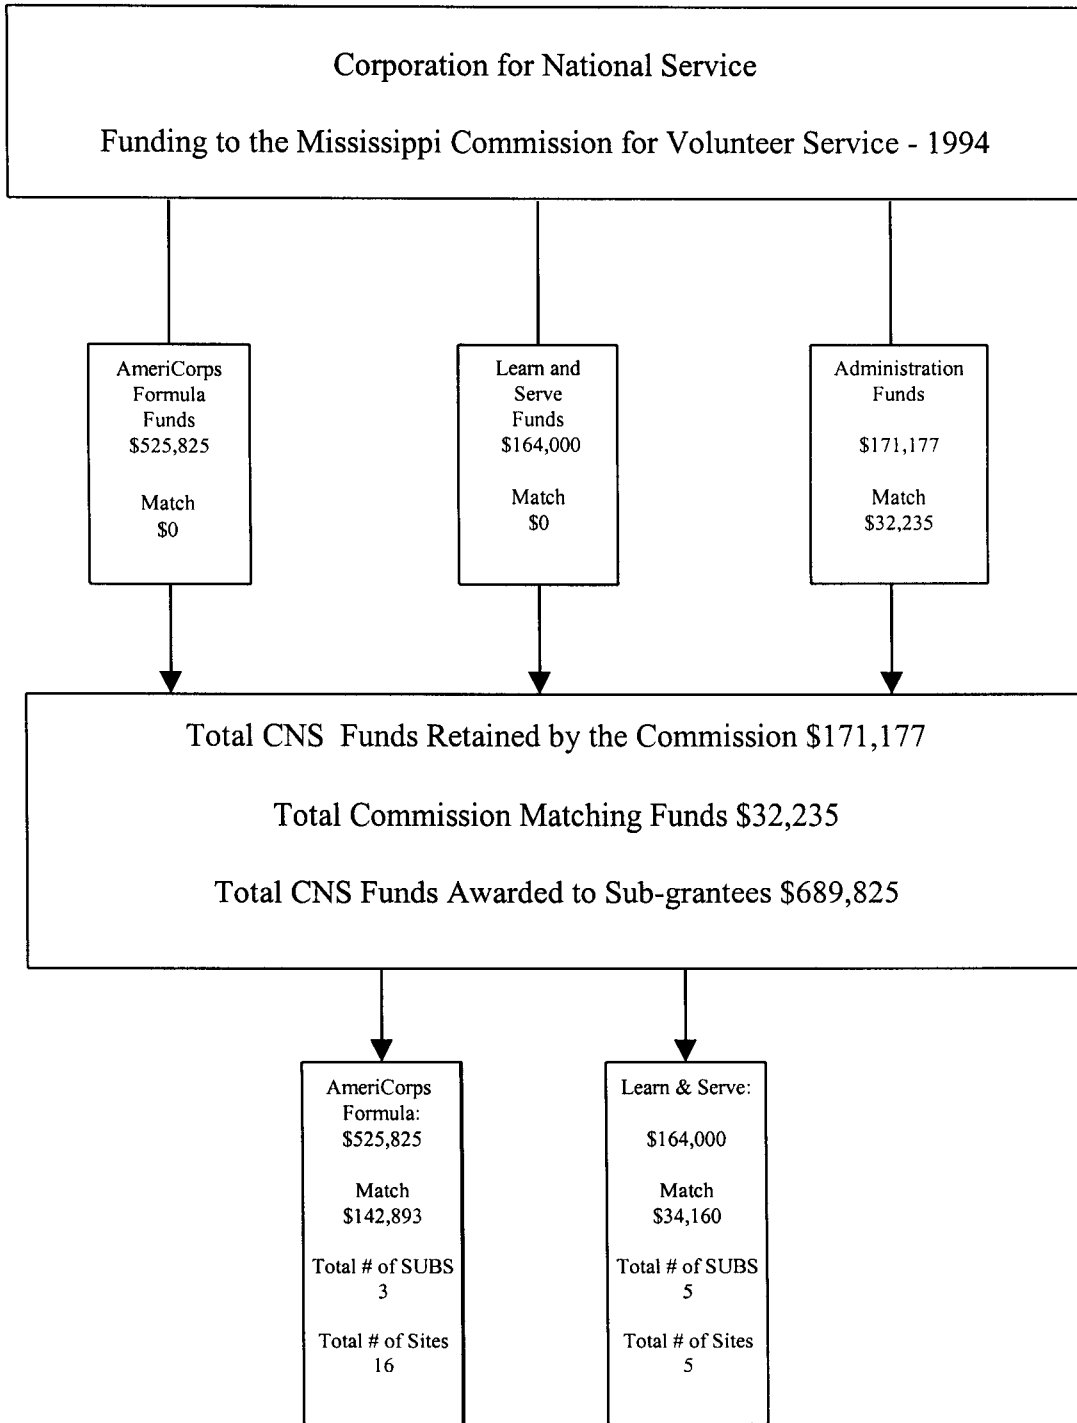 Corporation for National Service
Funding to the Mississippi Commission for Volunteer Service - 1994
AmeriCorps
Formula
Funds
$525,825
Match
$0
Learn and
Serve
Funds
$164,000
Match
$0
Administration
Funds
$171,177
Match
$32,235
Total CNS Funds Retained by the Commission $171,177
Total Commission Matching Funds $32,235
Total CNS Funds Awarded to Sub-grantees $689,825
AmeriCorps
Formula:
$525,825
Match
$142,893
Total # of SUBS
3
Total # of Sites
16
Learn & Serve:
$164,000
Match
$34,160
Total # of SUBS
5
Total # of Sites
5